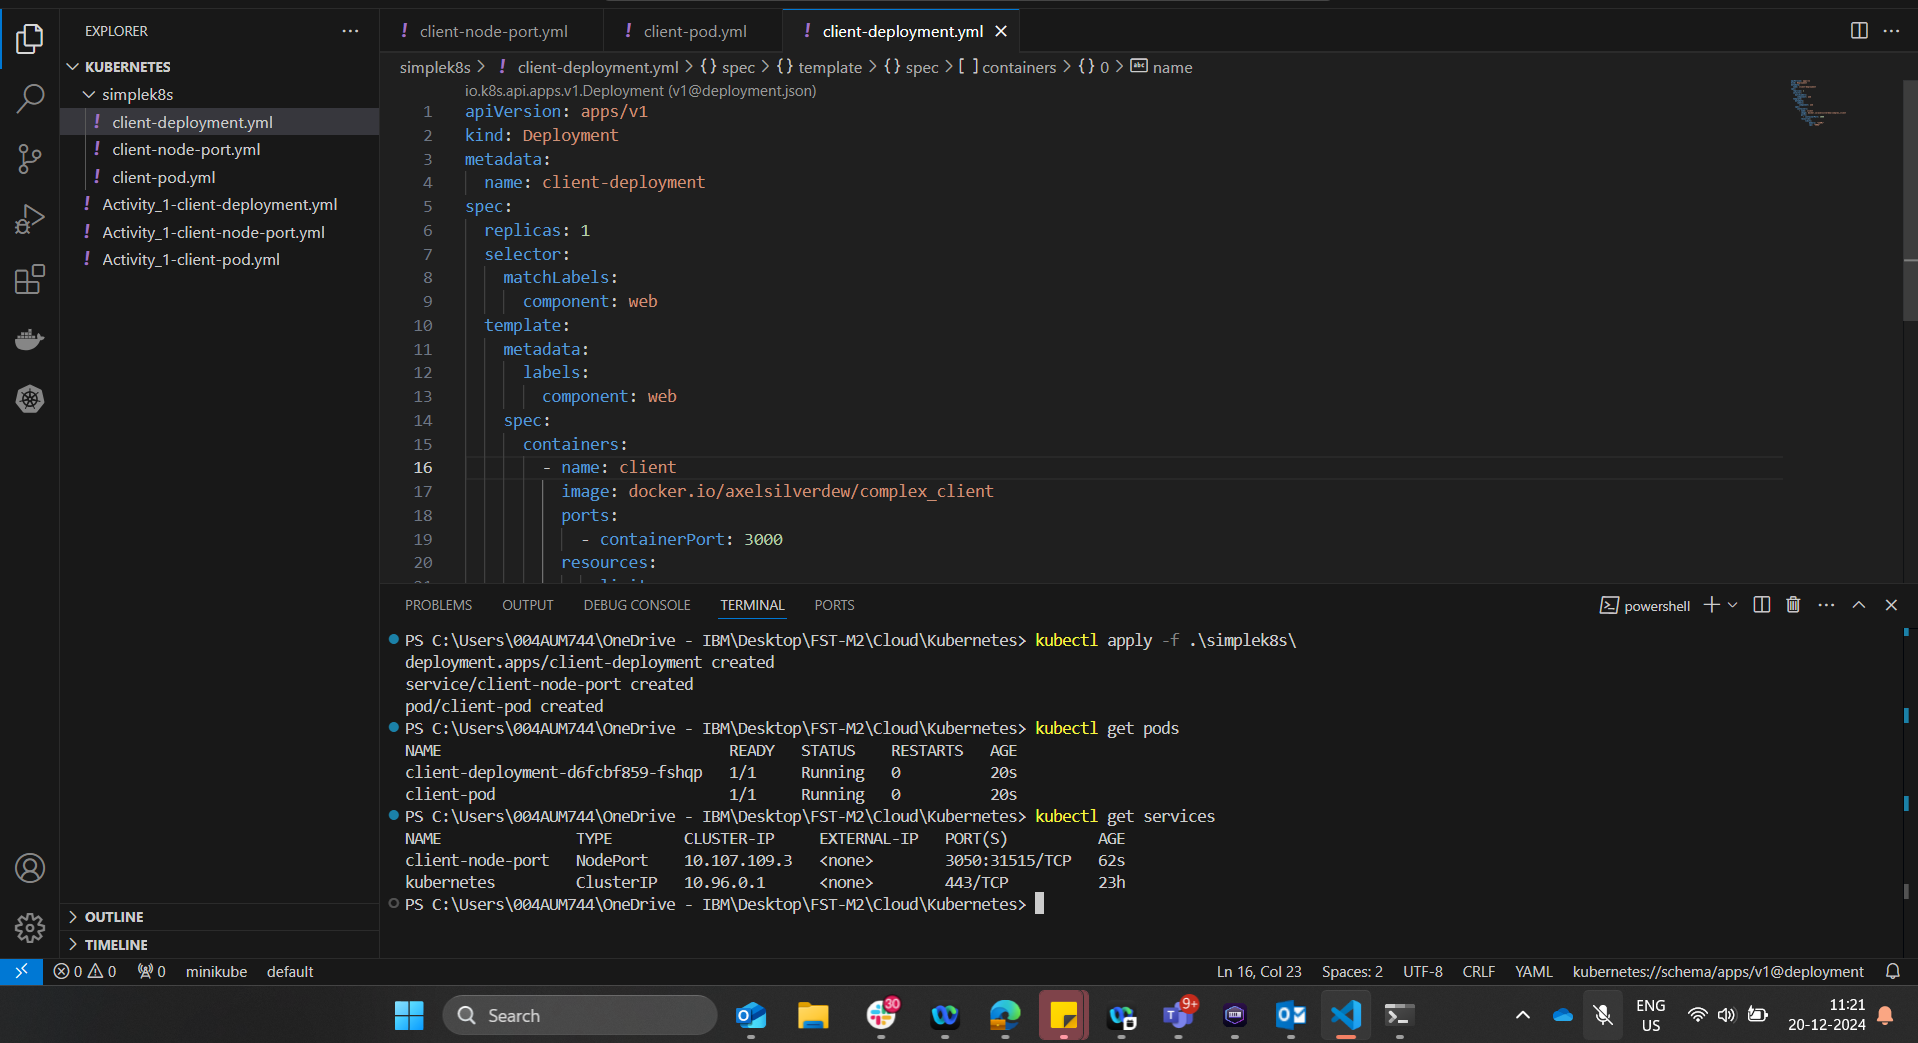 EXPLORER
KUBERNETES
simplek8s
! client-deployment.yml
! client-node-port.yml
! client-pod.yml
! Activity_1-client-deployment.yml
! Activity_1-client-node-port.yml
! Activity_1-client-pod.yml
OUTLINE
TIMELINE
! client-node-port.yml
! client-pod.yml
! client-deployment.yml
simplek8s > ! client-deployment.yml > {} spec > {} template > {} spec > [ ] containers > {} 0 > abc name
io.k8s.api.apps.v1.Deployment (v1@deployment.json)
1 apiVersion: apps/v1
2 kind: Deployment
3 metadata:
4   name: client-deployment
5 spec:
6   replicas: 1
7   selector:
8     matchLabels:
9       component: web
10   template:
11     metadata:
12       labels:
13         component: web
14     spec:
15       containers:
16         - name: client
17           image: docker.io/axelsilverdew/complex_client
18           ports:
19             - containerPort: 3000
20           resources:
PROBLEMS OUTPUT DEBUG CONSOLE TERMINAL PORTS
powershell
PS C:\Users\004AUM744\OneDrive - IBM\Desktop\FST-M2\Cloud\Kubernetes> kubectl apply -f .\simplek8s\
deployment.apps/client-deployment created
service/client-node-port created
pod/client-pod created
PS C:\Users\004AUM744\OneDrive - IBM\Desktop\FST-M2\Cloud\Kubernetes> kubectl get pods
NAME READY STATUS RESTARTS AGE
client-deployment-d6fcbf859-fshqp 1/1 Running 0 20s
client-pod 1/1 Running 0 20s
PS C:\Users\004AUM744\OneDrive - IBM\Desktop\FST-M2\Cloud\Kubernetes> kubectl get services
NAME TYPE CLUSTER-IP EXTERNAL-IP PORT(S) AGE
client-node-port NodePort 10.107.109.3 <none> 3050:31515/TCP 62s
kubernetes ClusterIP 10.96.0.1 <none> 443/TCP 23h
PS C:\Users\004AUM744\OneDrive - IBM\Desktop\FST-M2\Cloud\Kubernetes>
0 0 0 minikube default
Ln 16, Col 23 Spaces: 2 UTF-8 CRLF YAML kubernetes://schema/apps/v1@deployment
Search
30
9+
ENG
US
11:21
20-12-2024